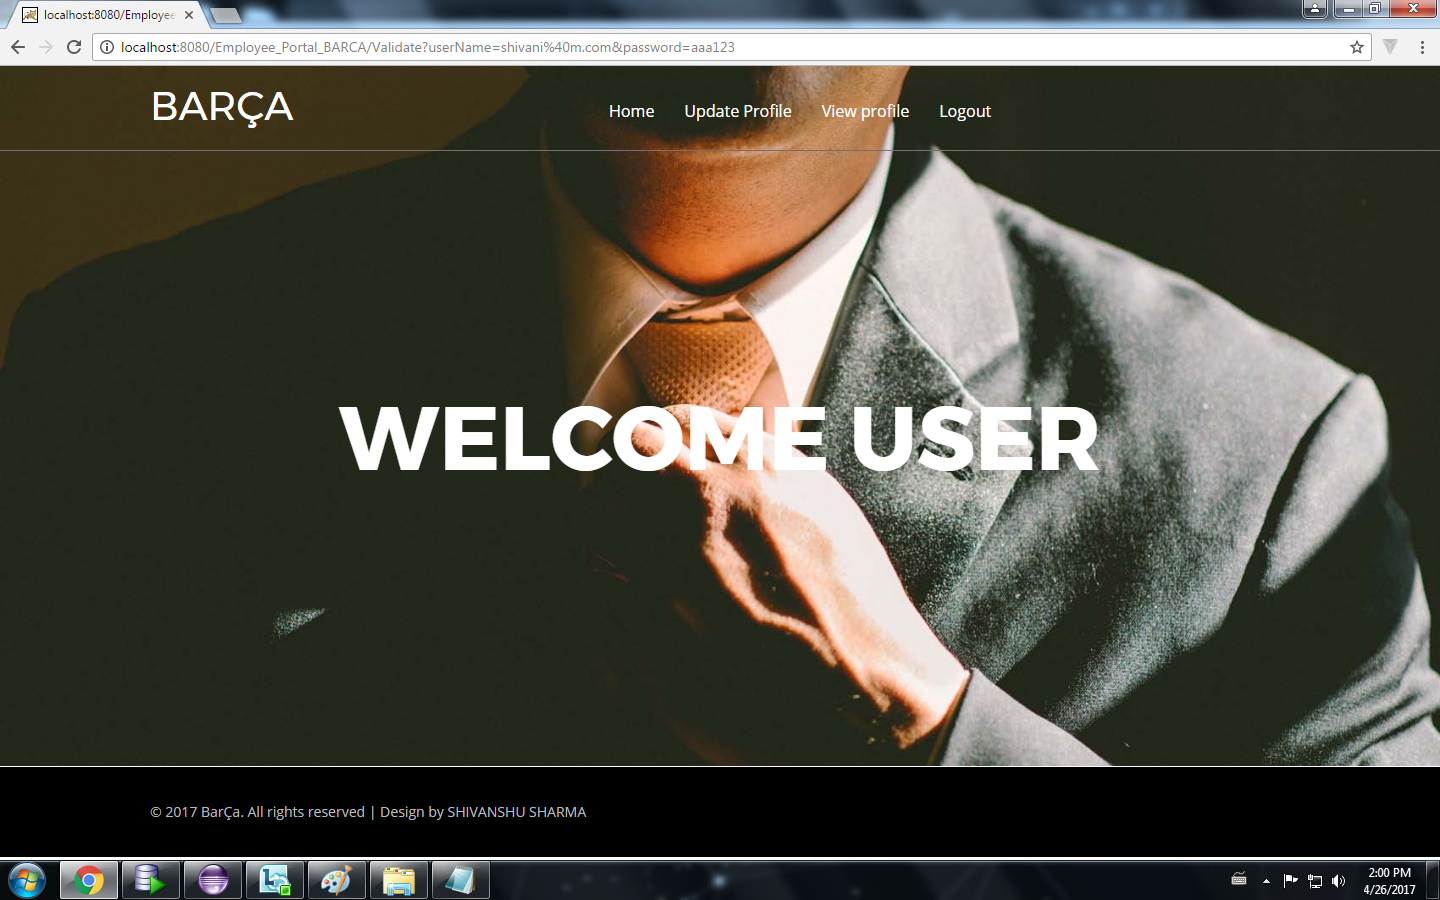 localhost:8080/Employee
localhost:8080/Employee_Portal_BARCA/Validate?userName=shivani%40m.com&password=aaa123
BARÇA
Home Update Profile View profile Logout
WELCOME USER
© 2017 BarÇa. All rights reserved | Design by SHIVANSHU SHARMA
2:00 PM
4/26/2017